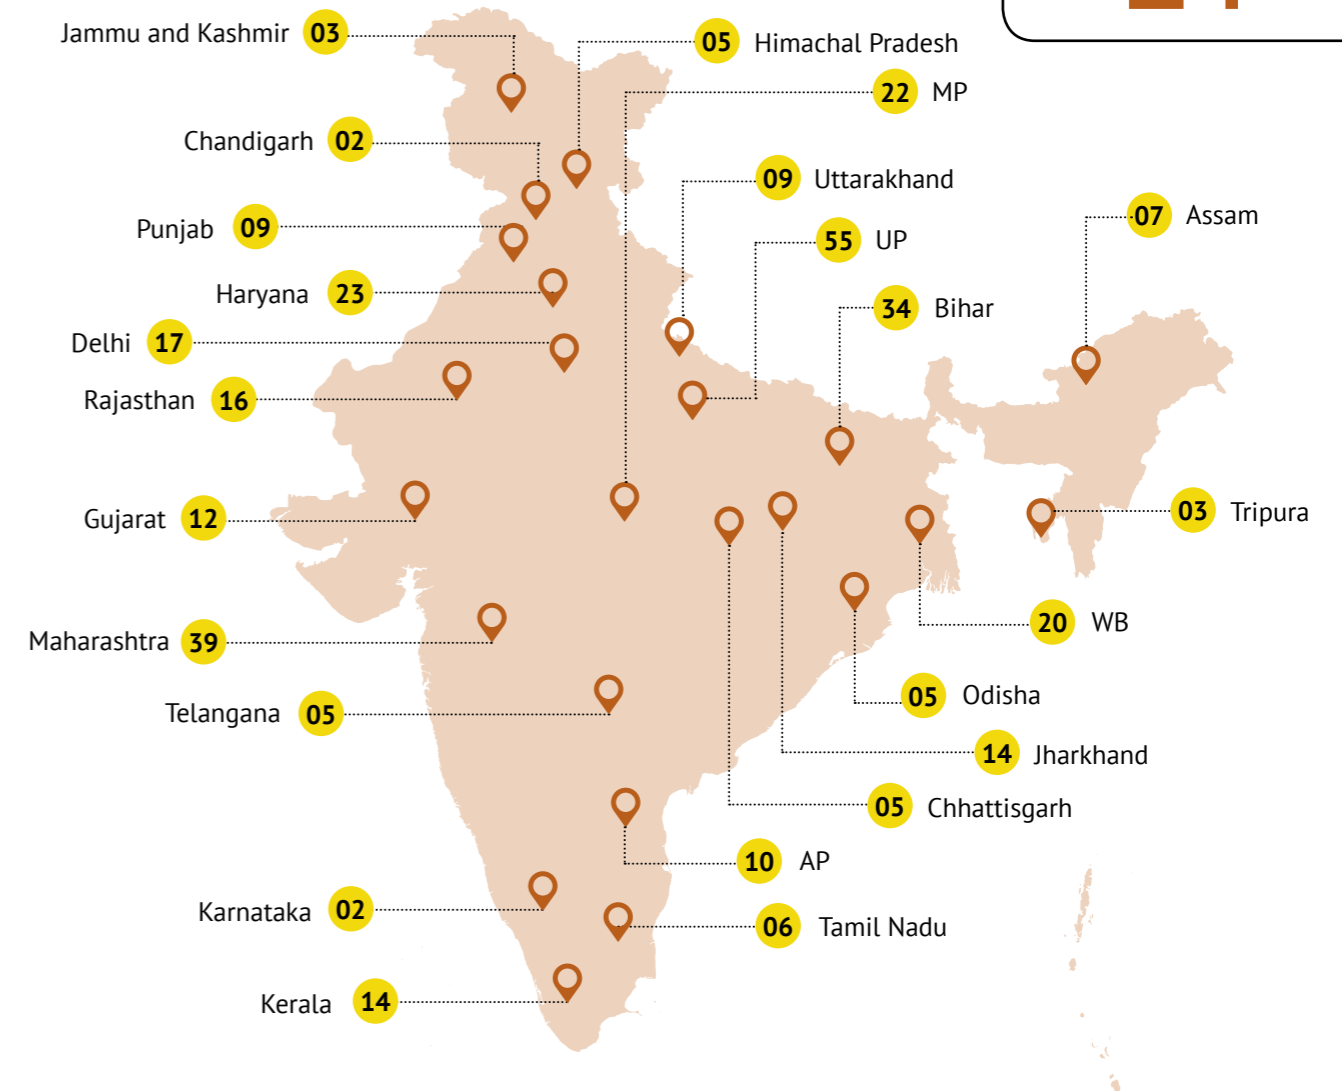 Jammu and Kashmir 03
05 Himachal Pradesh
22 MP
Chandigarh 02
09 Uttarakhand
07 Assam
Punjab 09
55 UP
Haryana 23
34 Bihar
Delhi 17
Rajasthan 16
Gujarat 12
03 Tripura
20 WB
Maharashtra 39
05 Odisha
Telangana 05
14 Jharkhand
05 Chhattisgarh
10 AP
Karnataka 02
06 Tamil Nadu
Kerala 14